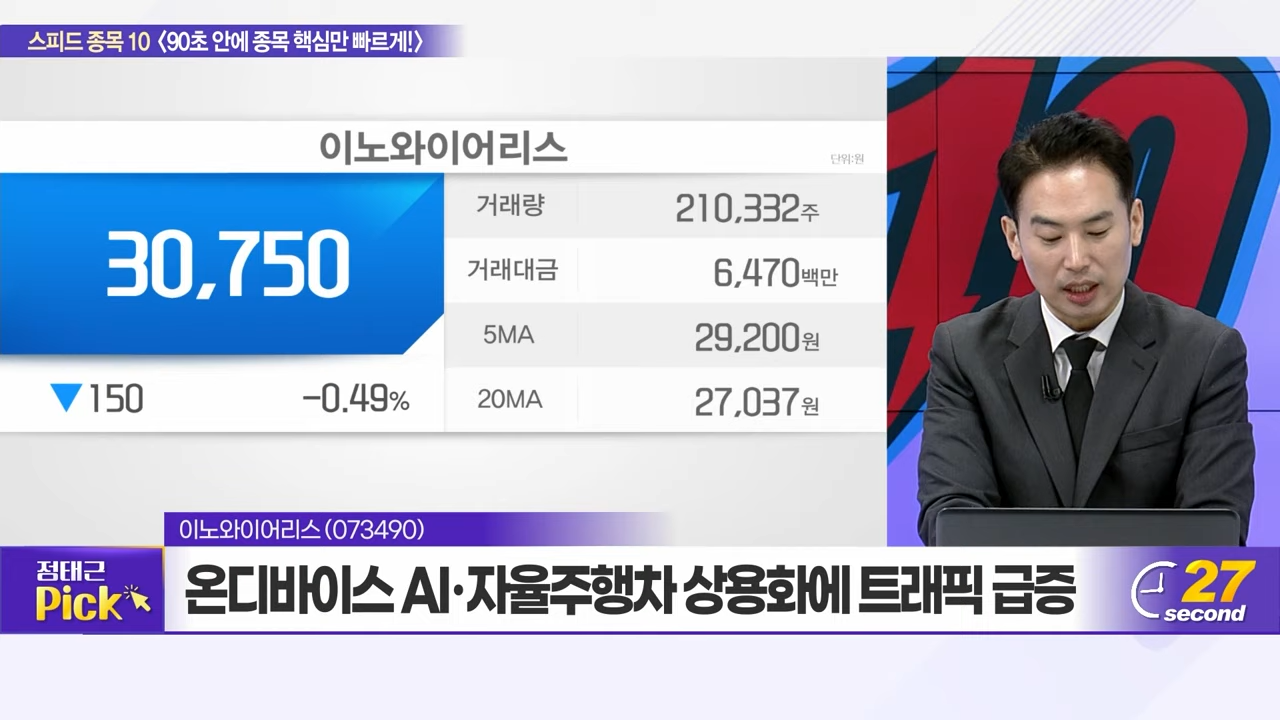 스피드 종목 10 〈90초 안에 종목 핵심만 빠르게!〉
이노와이어리스
단위:원
30,750
▼150 -0.49%
거래량 210,332주
거래대금 6,470백만
5MA 29,200원
20MA 27,037원
10
이노와이어리스 (073490)
정태근
Pick
온디바이스 AI·자율주행차 상용화에 트래픽 급증
27
second